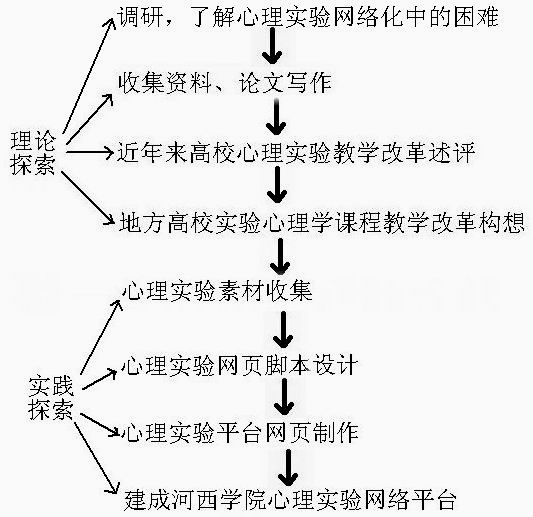 调研，了解心理实验网络化中的困难
收集资料、论文写作
理论
探索
近年来高校心理实验教学改革述评
地方高校实验心理学课程教学改革构想
心理实验素材收集
心理实验网页脚本设计
实践
探索
心理实验平台网页制作
建成河西学院心理实验网络平台